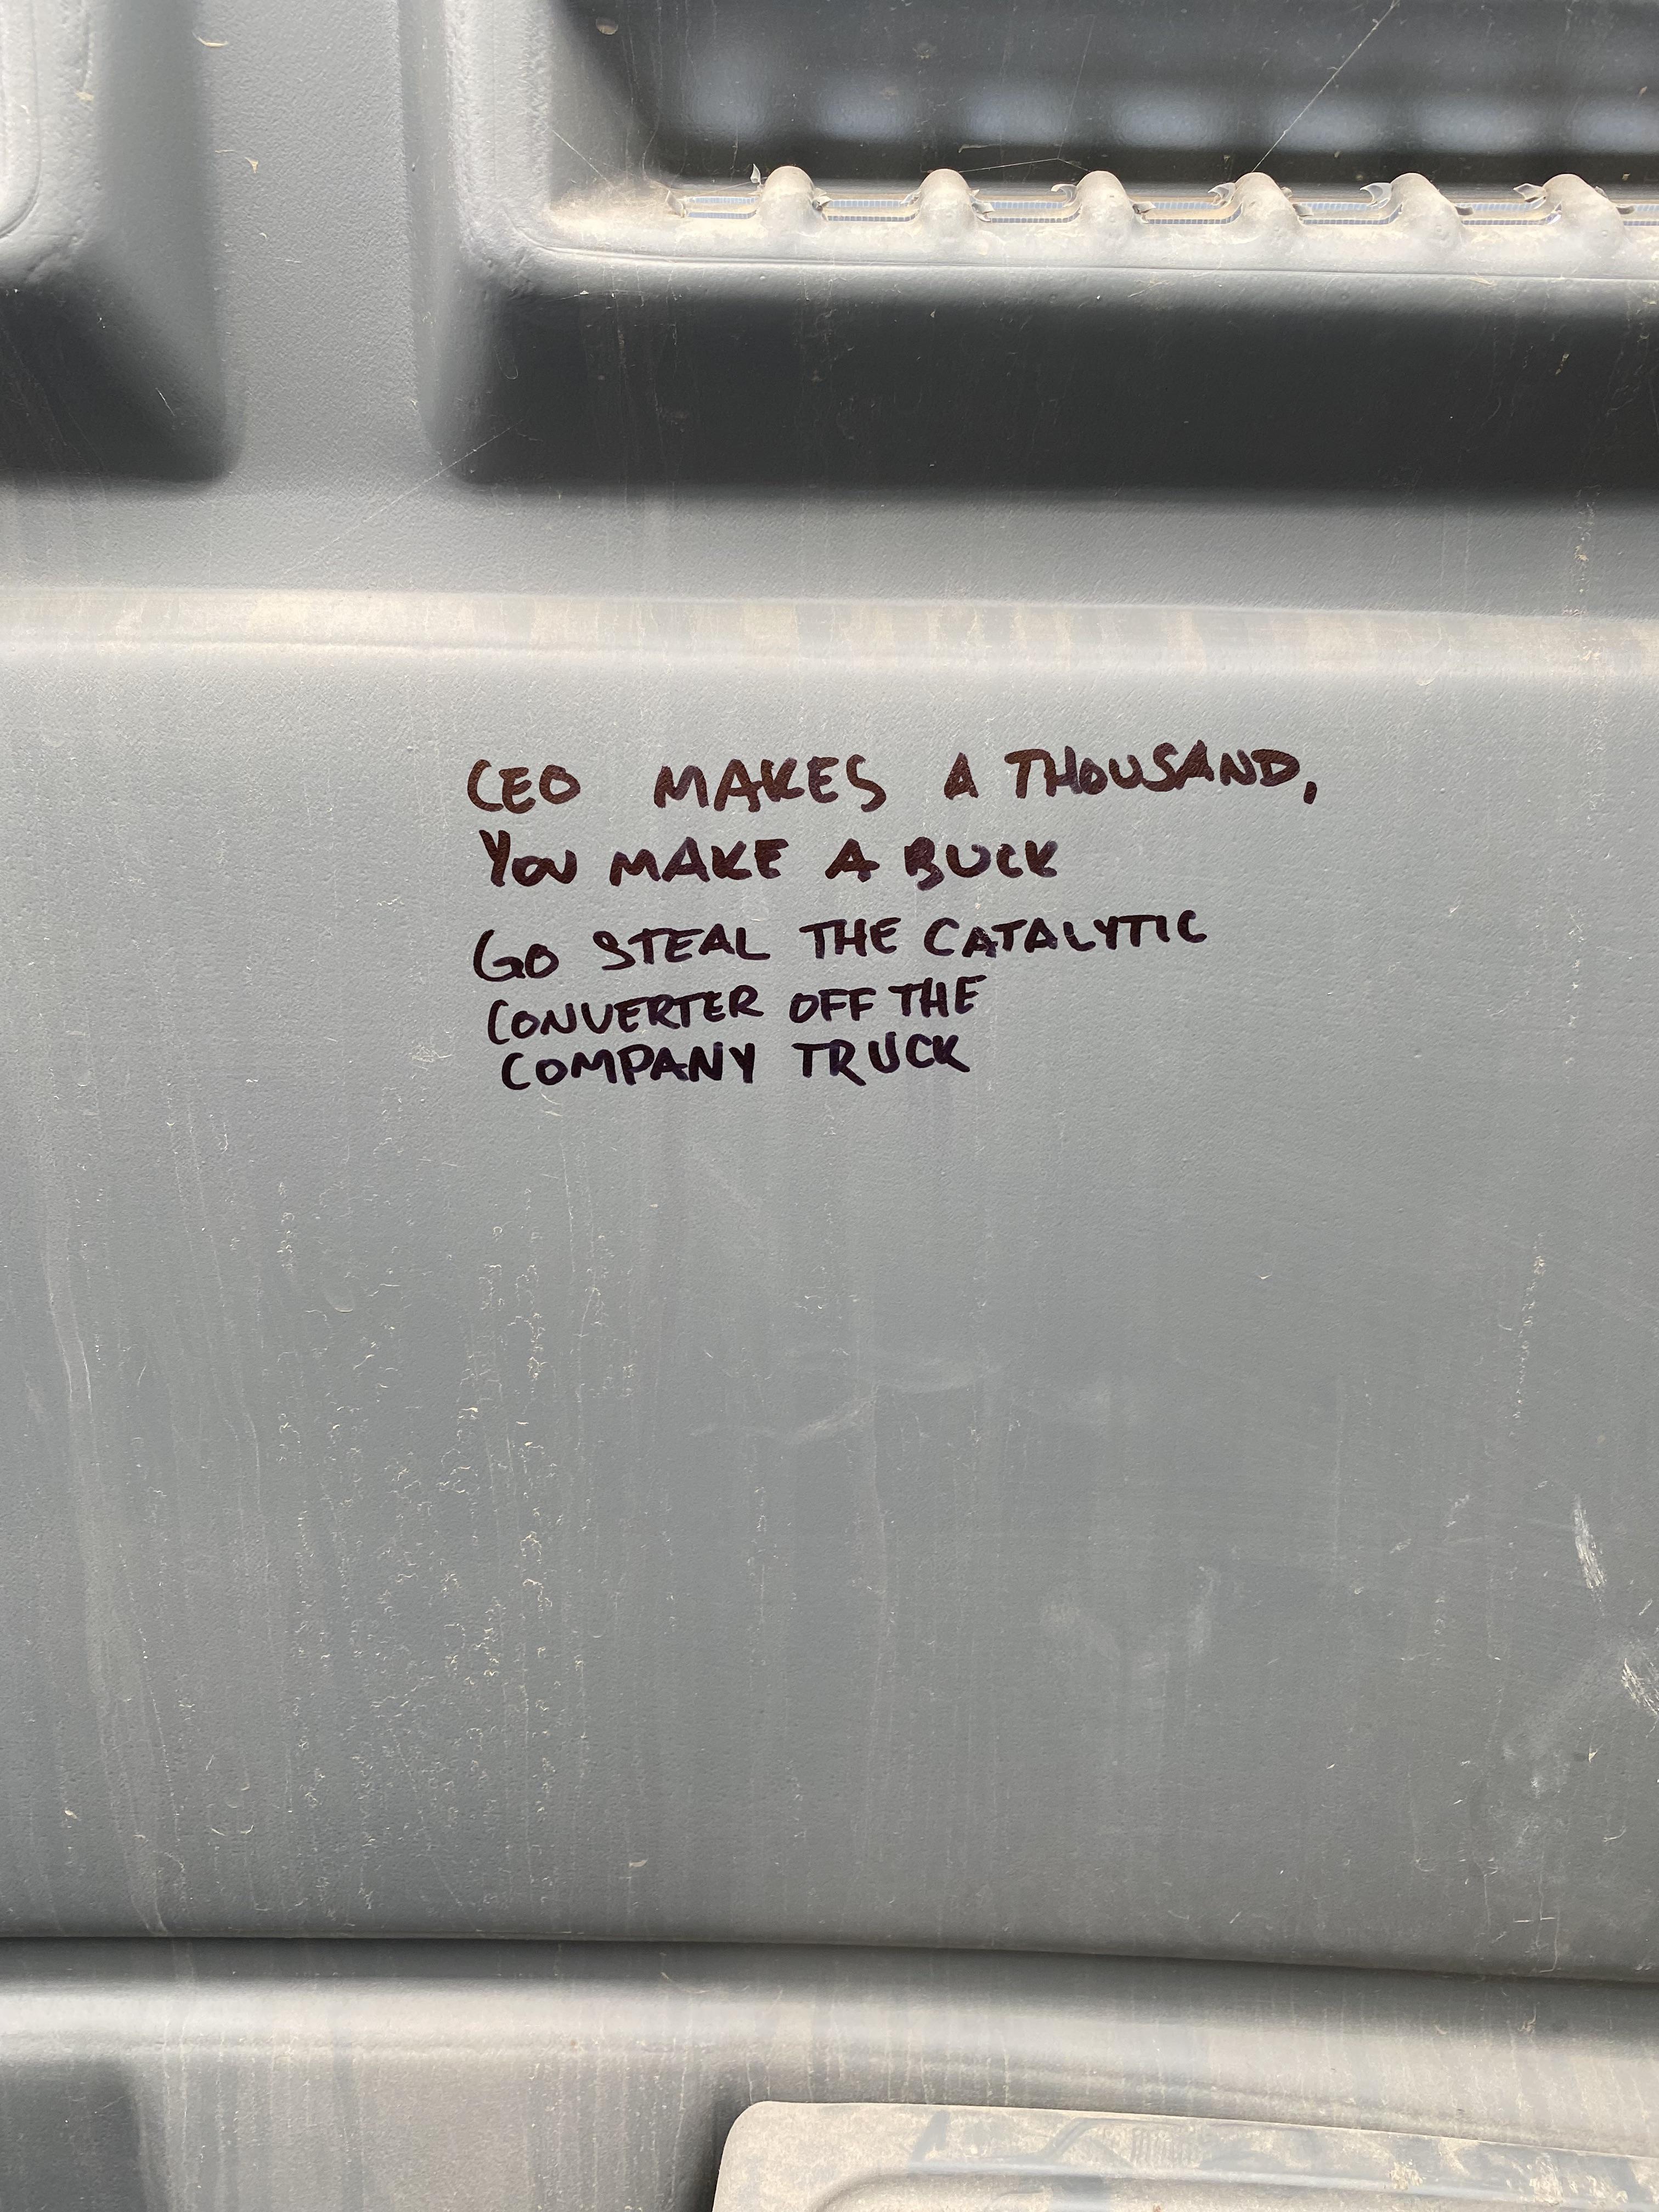 CEO MAKES A THOUSAND,
YOU MAKE A BUCK
GO STEAL THE CATALYTIC
CONVERTER OFF THE
COMPANY TRUCK